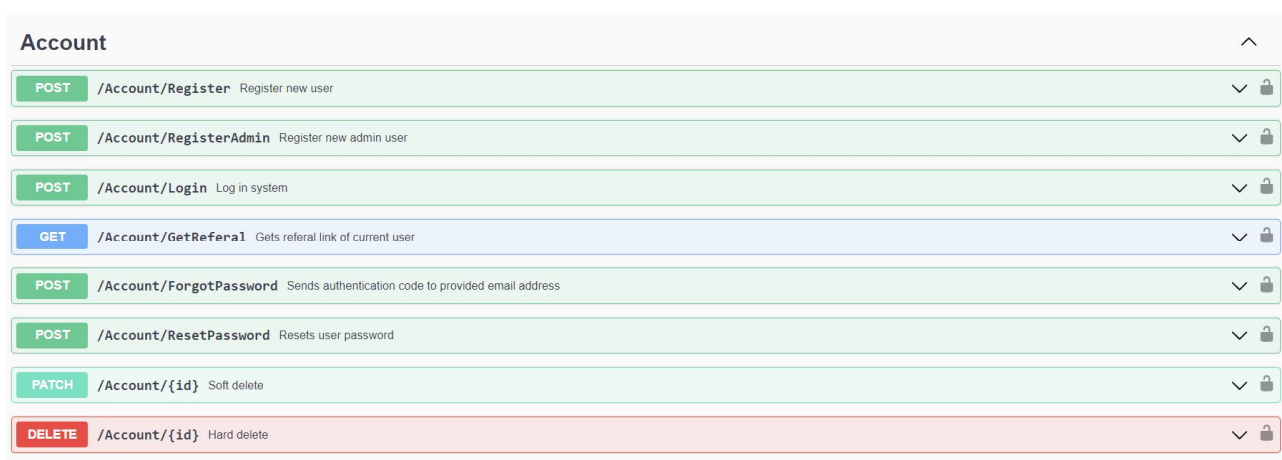 Account
POST /Account/Register Register new user
POST /Account/RegisterAdmin Register new admin user
POST /Account/Login Log in system
GET /Account/GetReferal Gets referal link of current user
POST /Account/ForgotPassword Sends authentication code to provided email address
POST /Account/ResetPassword Resets user password
PATCH /Account/{id} Soft delete
DELETE /Account/{id} Hard delete